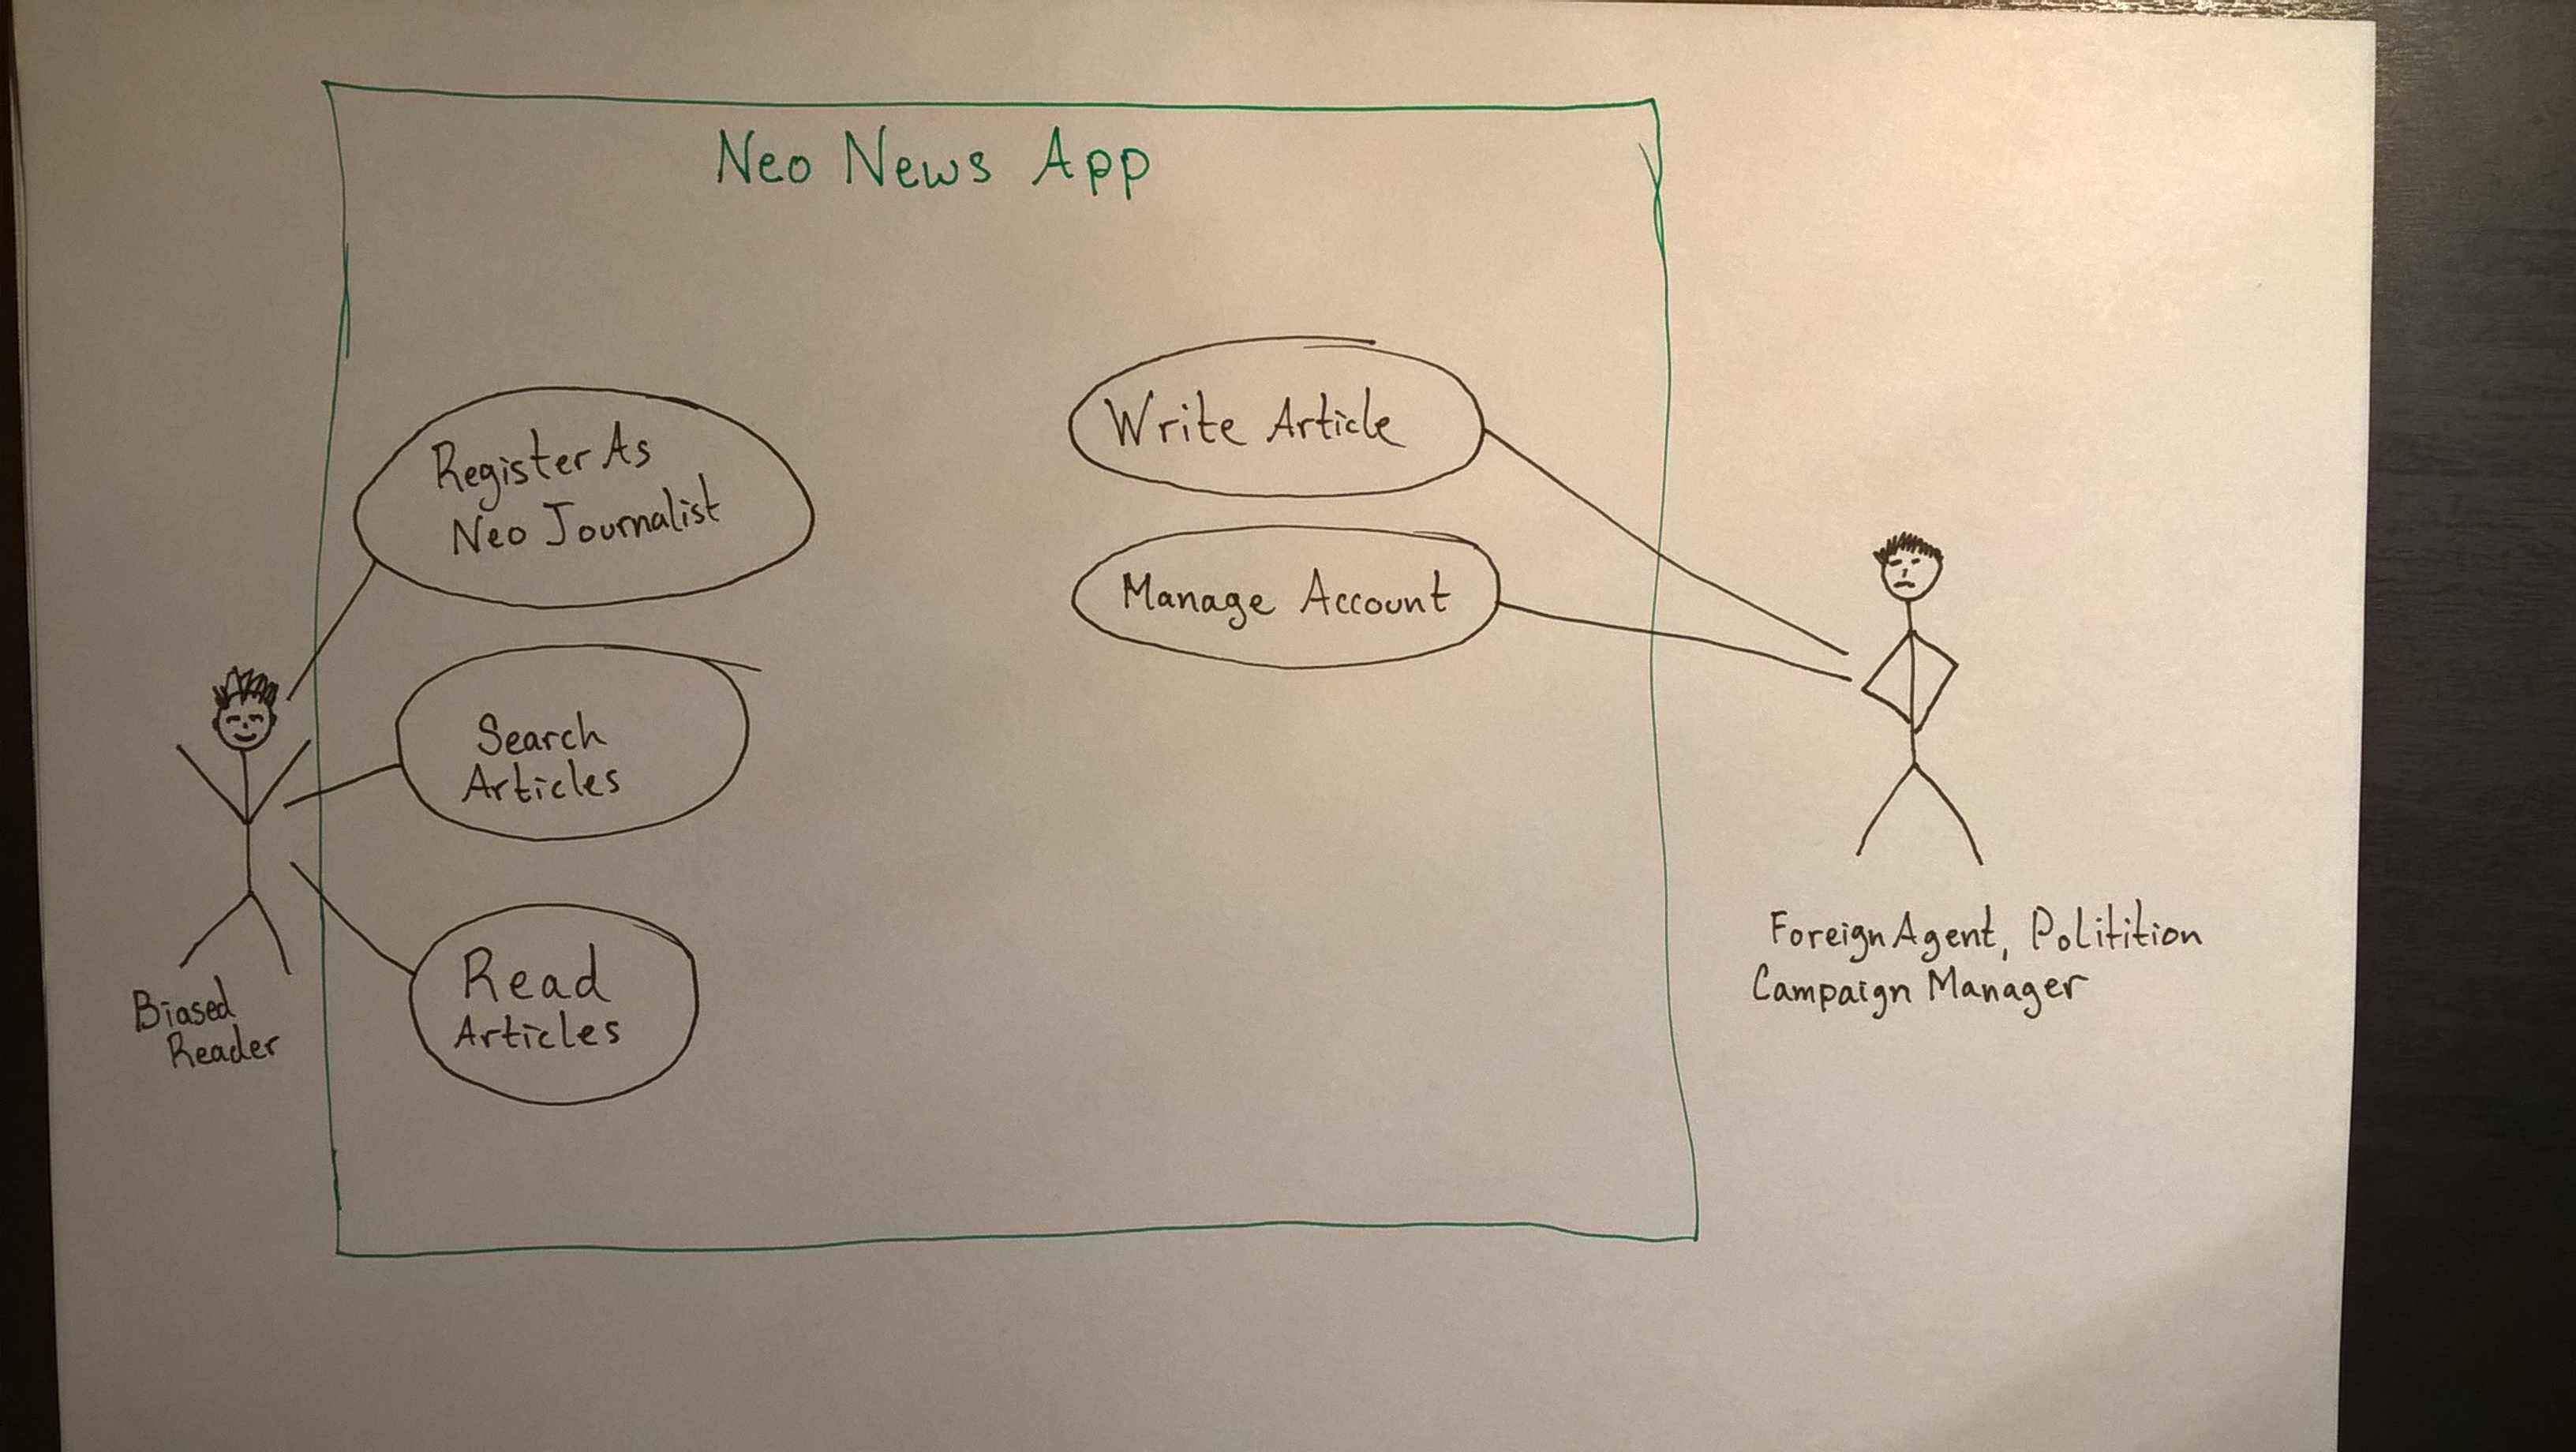 Neo News App
Register As
Neo Journalist
Search
Articles
Read
Articles
Write Article
Manage Account
Biased
Reader
Foreign Agent, Politition
Campaign Manager